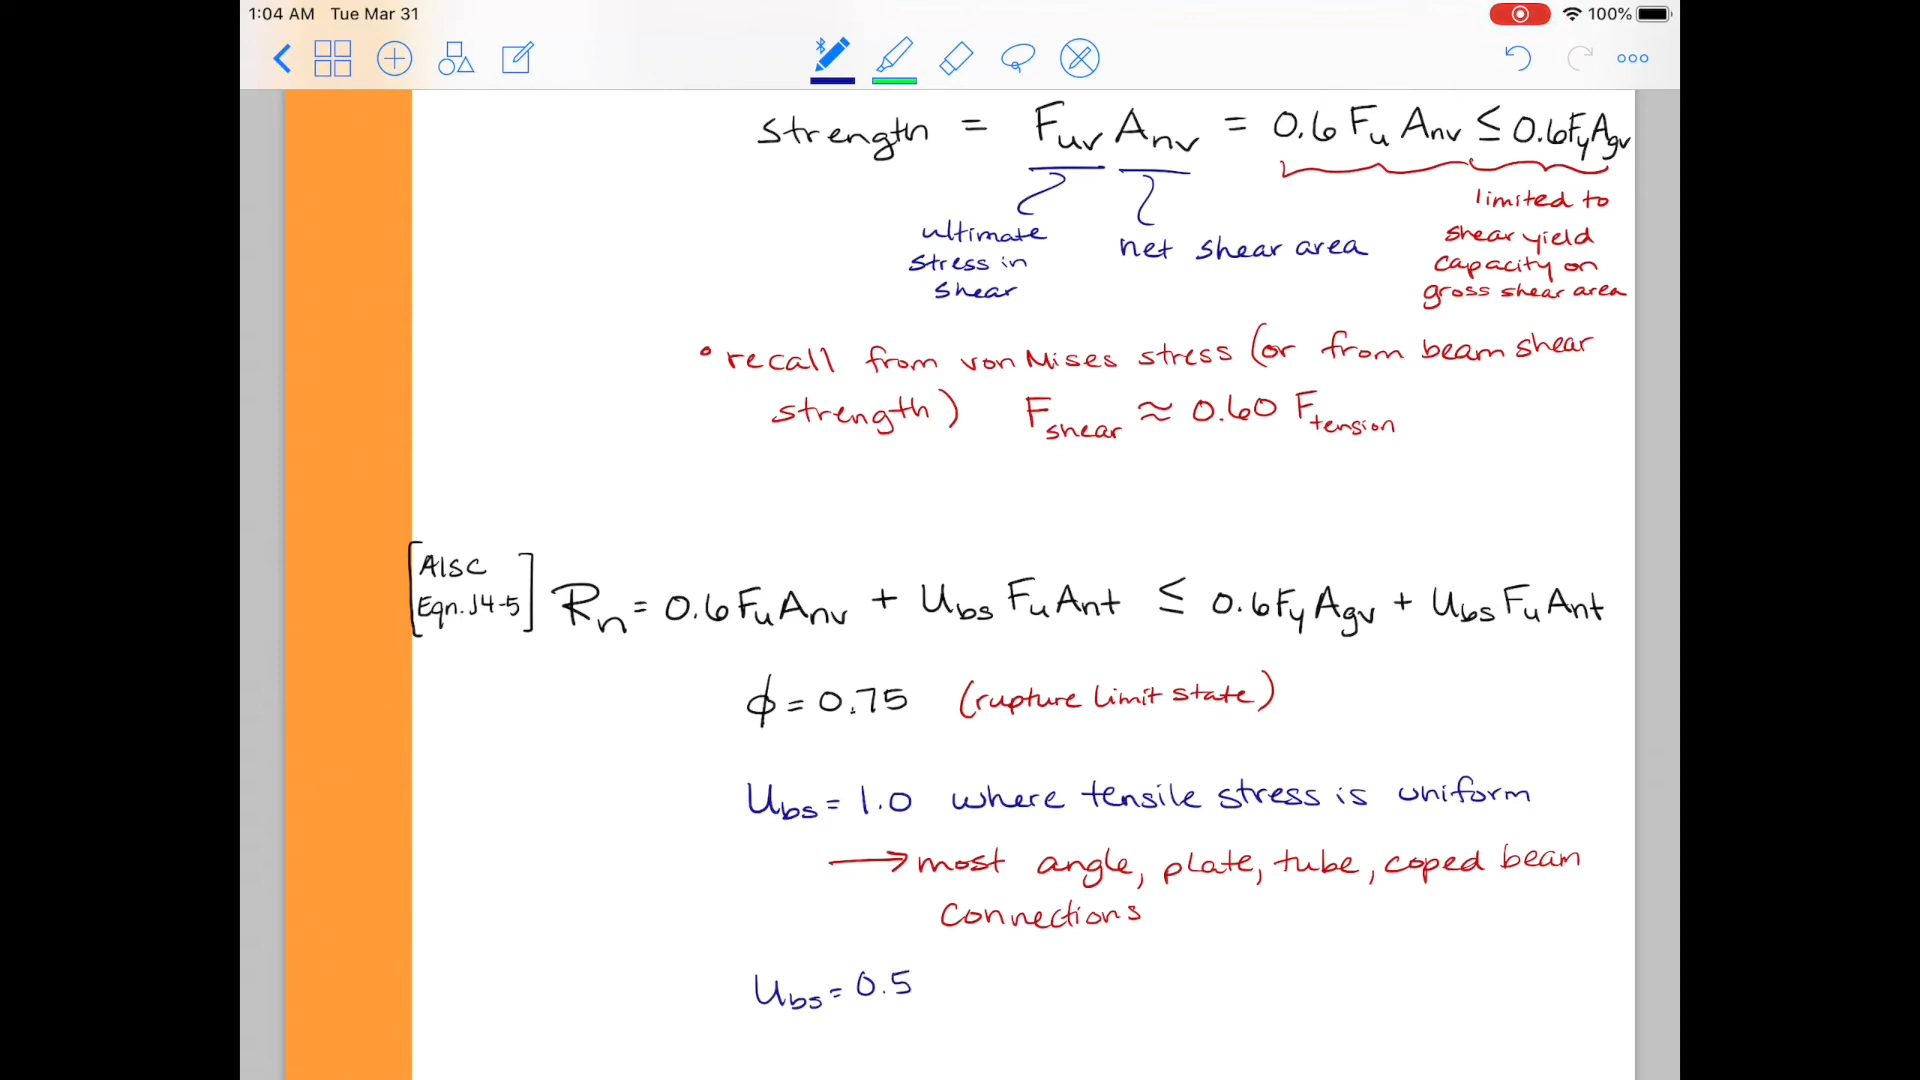 1:04 AM Tue Mar 31
100%
strength = Fuv Anv = 0.6 Fu Anv ≤ 0.6FyAgv
limited to
shear yield
capacity on
gross shear area
ultimate
stress in
shear
net shear area
• recall from von Mises stress (or from beam shear
strength) Fshear ≈ 0.60 Ftension
[AISC
Eqn. J4-5] Rn = 0.6FuAnv + Ubs FuAnt ≤ 0.6Fy Agv + Ubs FuAnt
ϕ = 0.75 (rupture limit state)
Ubs = 1.0 where tensile stress is uniform
→ most angle, plate, tube, coped beam
connections
Ubs = 0.5